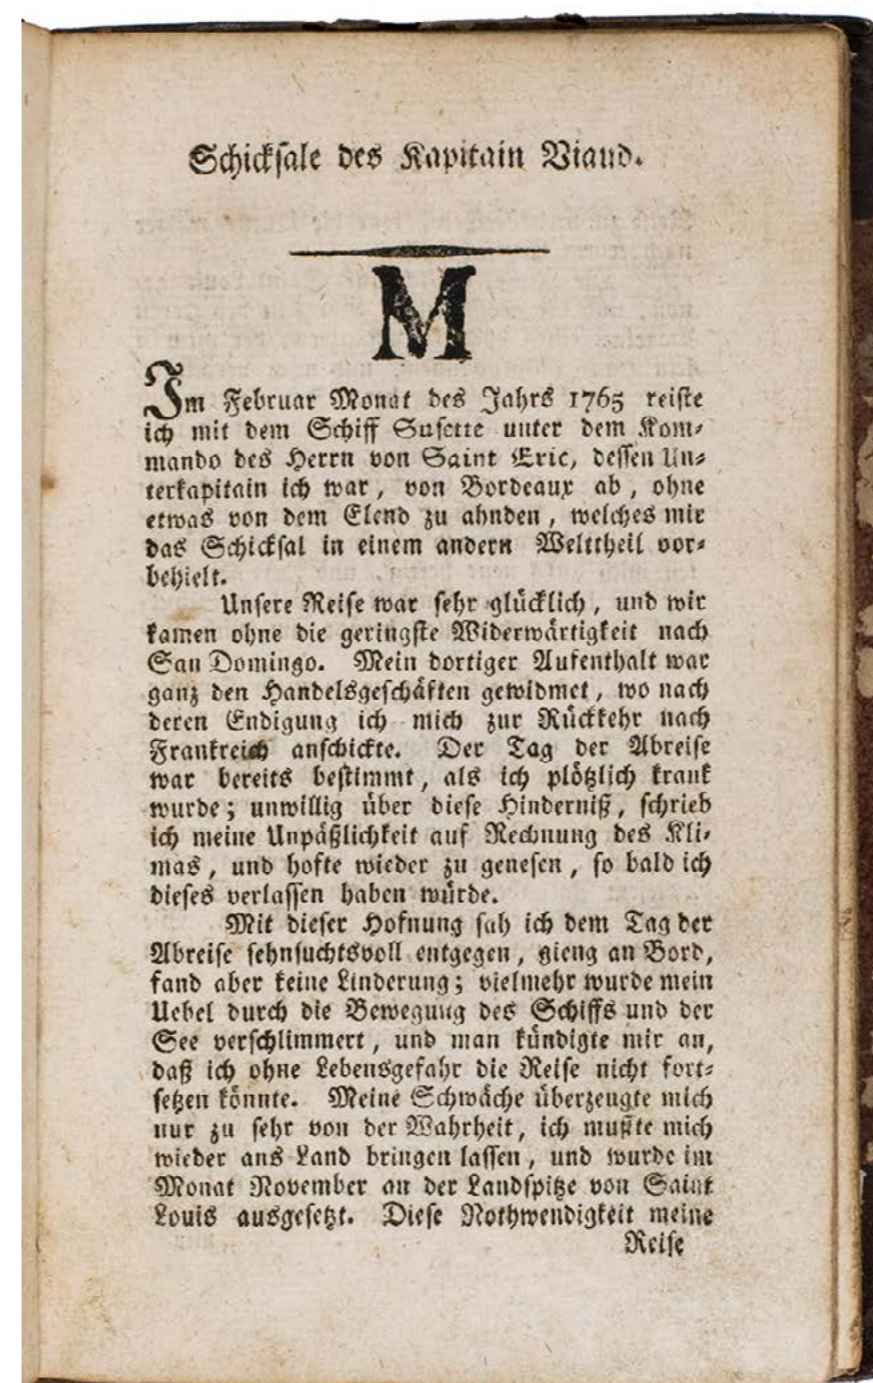 Schicksale des Kapitain Viaud.
M
Im Februar Monat des Jahrs 1765 reiste
ich mit dem Schiff Susette unter dem Kom-
mando des Herrn von Saint Eric, dessen Un-
terkapitain ich war, von Bordeaux ab, ohne
etwas von dem Elend zu ahnden, welches mir
das Schicksal in einem andern Welttheil vor-
behielt.
Unsere Reise war sehr glücklich, und wir
kamen ohne die geringste Widerwärtigkeit nach
San Domingo. Mein dortiger Aufenthalt war
ganz den Handelsgeschäften gewidmet, wo nach
deren Endigung ich mich zur Rückkehr nach
Frankreich anschickte. Der Tag der Abreise
war bereits bestimmt, als ich plötzlich krank
wurde; unwillig über diese Hinderniß, schrieb
ich meine Unpäßlichkeit auf Rechnung des Kli-
mas, und hofte wieder zu genesen, so bald ich
dieses verlassen haben würde.
Mit dieser Hofnung sah ich dem Tag der
Abreise sehnsuchtsvoll entgegen, gieng an Bord,
fand aber keine Linderung; vielmehr wurde mein
Uebel durch die Bewegung des Schiffs und der
See verschlimmert, und man kündigte mir an,
daß ich ohne Lebensgefahr die Reise nicht fort-
setzen könnte. Meine Schwäche überzeugte mich
nur zu sehr von der Wahrheit, ich mußte mich
wieder ans Land bringen lassen, und wurde im
Monat November an der Landspitze von Saint
Louis ausgesetzt. Diese Nothwendigkeit meine
Reise